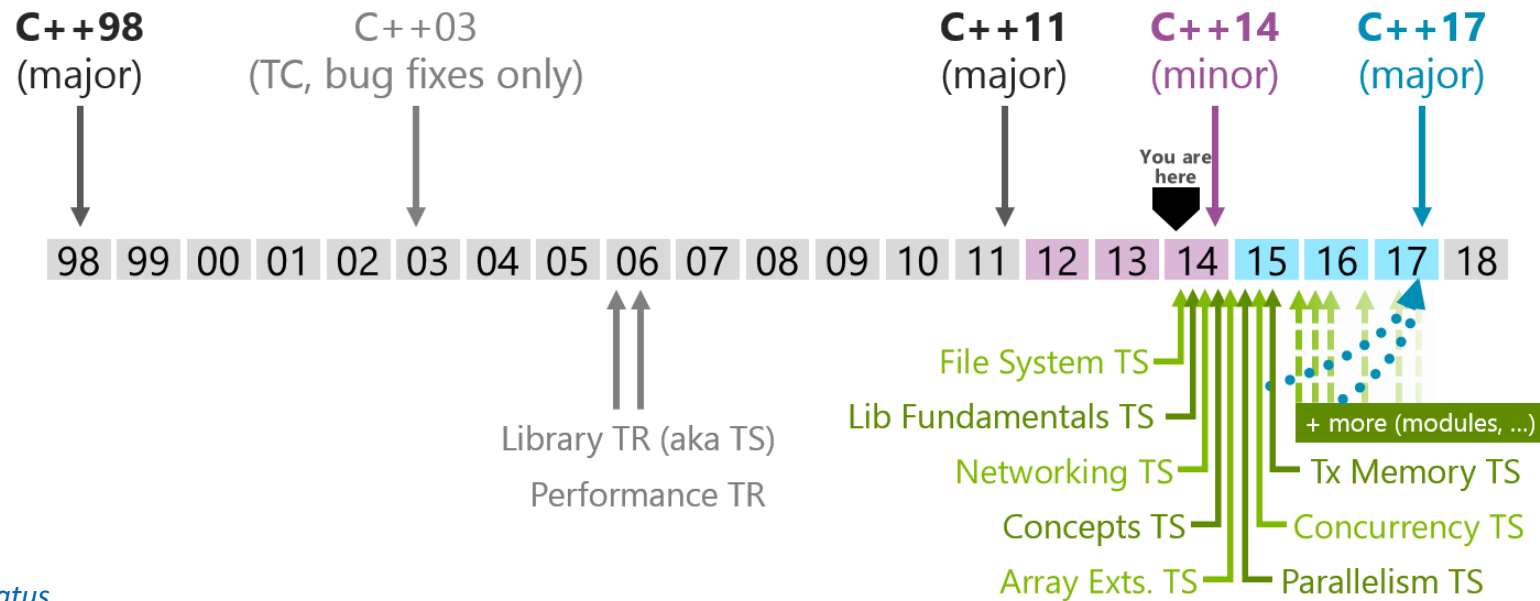 C++98
(major)
C++03
(TC, bug fixes only)
C++11
(major)
C++14
(minor)
C++17
(major)
You are
here
98 99 00 01 02 03 04 05 06 07 08 09 10 11 12 13 14 15 16 17 18
File System TS
Lib Fundamentals TS
+ more (modules, ...)
Library TR (aka TS)
Networking TS
Tx Memory TS
Performance TR
Concepts TS
Concurrency TS
Array Exts. TS
Parallelism TS